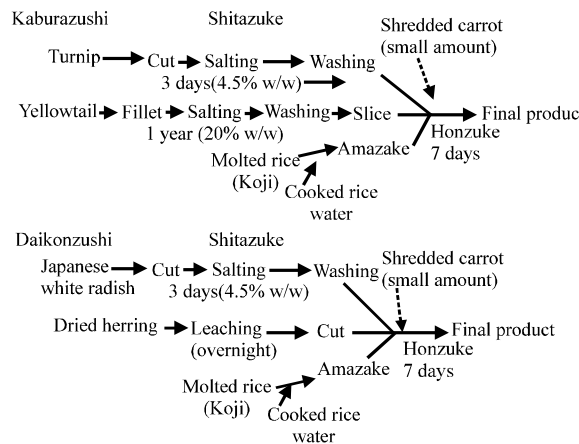 Kaburazushi Shitazuke
Shredded carrot
(small amount)
Turnip Cut Salting Washing
3 days(4.5% w/w)
Yellowtail Fillet Salting Washing Slice Final produc
1 year (20% w/w) Honzuke
7 days
Molted rice Amazake
(Koji)
Cooked rice
water
Daikonzushi Shitazuke
Shredded carrot
(small amount)
Japanese
white radish Cut Salting Washing
3 days(4.5% w/w)
Dried herring Leaching Cut Final product
(overnight) Honzuke
7 days
Molted rice Amazake
(Koji)
Cooked rice
water